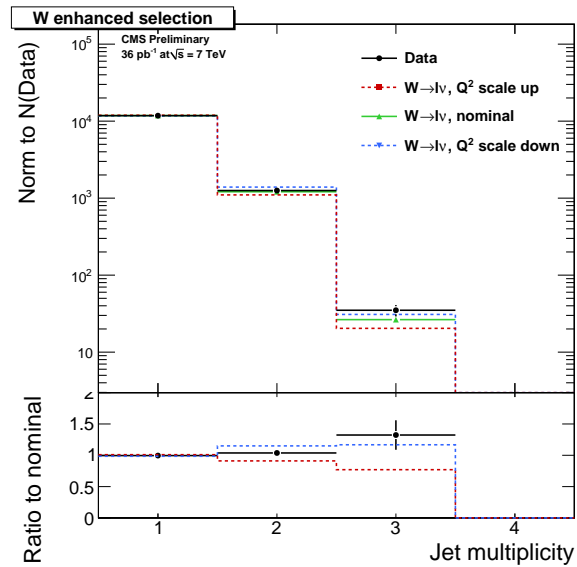 W enhanced selection
CMS Preliminary
36 pb⁻¹ at √s = 7 TeV
Data
W→lν, Q² scale up
W→lν, nominal
W→lν, Q² scale down
Norm to N(Data)
10⁵
10⁴
10³
10²
10
Ratio to nominal
2
1.5
1
0.5
0
1 2 3 4
Jet multiplicity